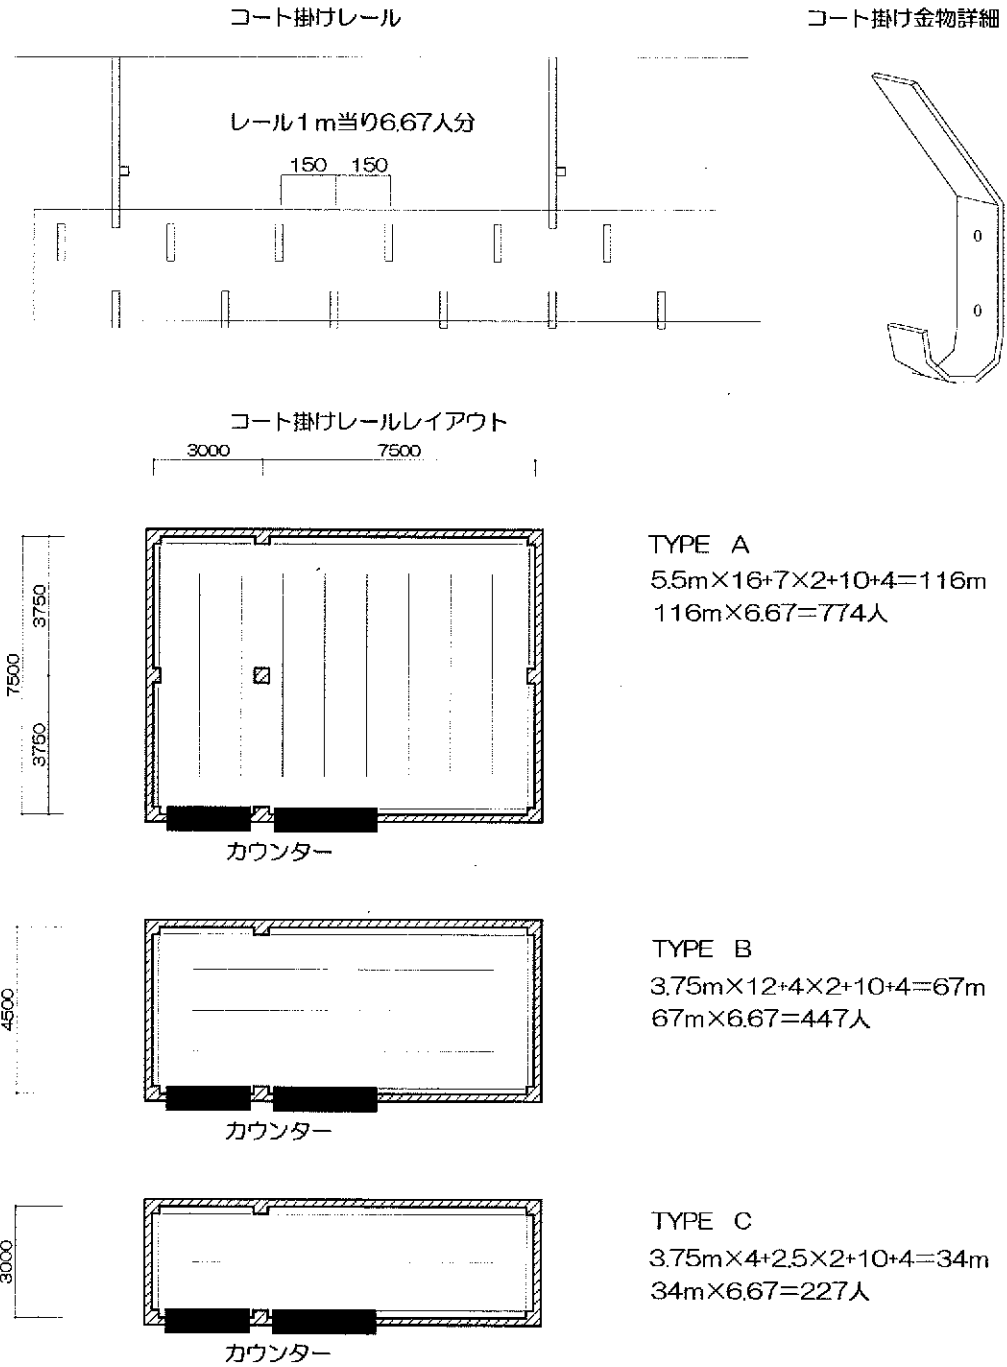 コート掛けレール
コート掛け金物詳細
レール1m当り6.67人分
150 150
コート掛けレールレイアウト
3000 7500
7500
3750
3750
カウンター
TYPE A
5.5m×16+7×2+10+4=116m
116m×6.67=774人
4500
カウンター
TYPE B
3.75m×12+4×2+10+4=67m
67m×6.67=447人
3000
カウンター
TYPE C
3.75m×4+2.5×2+10+4=34m
34m×6.67=227人